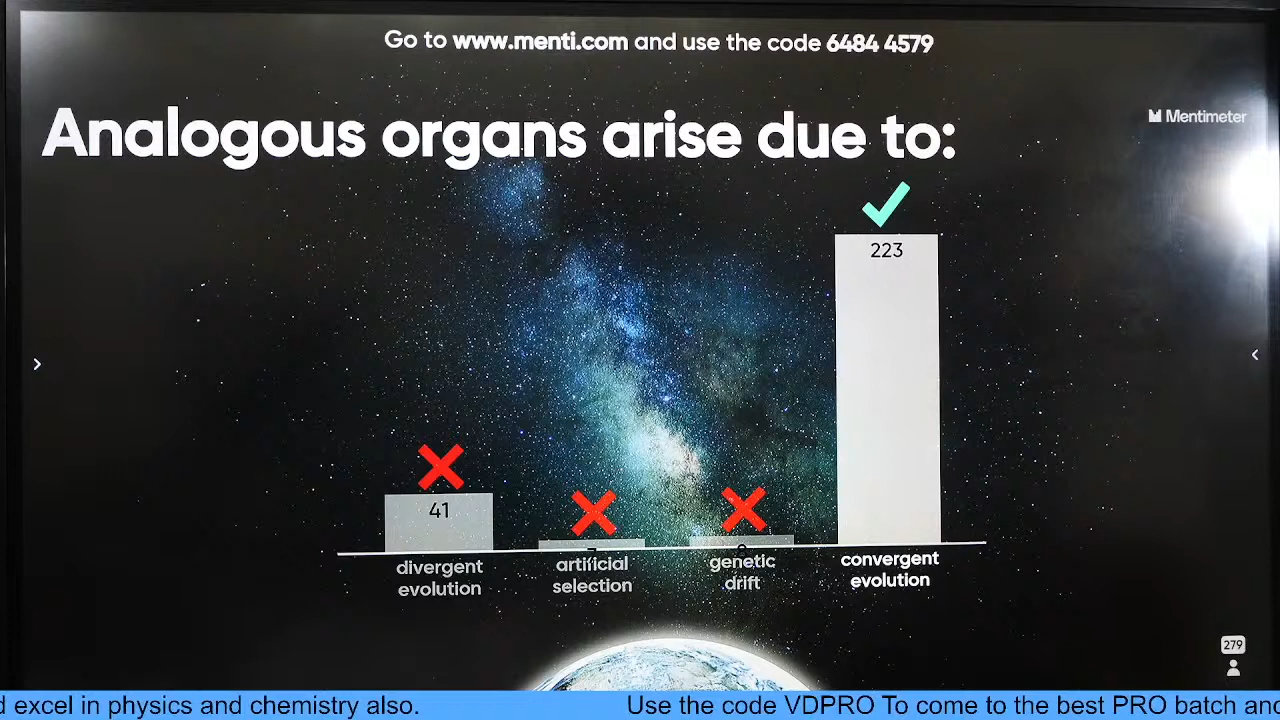 Go to www.menti.com and use the code 6484 4579
Analogous organs arise due to:
Mentimeter
223
41
divergent
evolution
artificial
selection
genetic
drift
convergent
evolution
279
excel in physics and chemistry also.
Use the code VDPRO To come to the best PRO batch